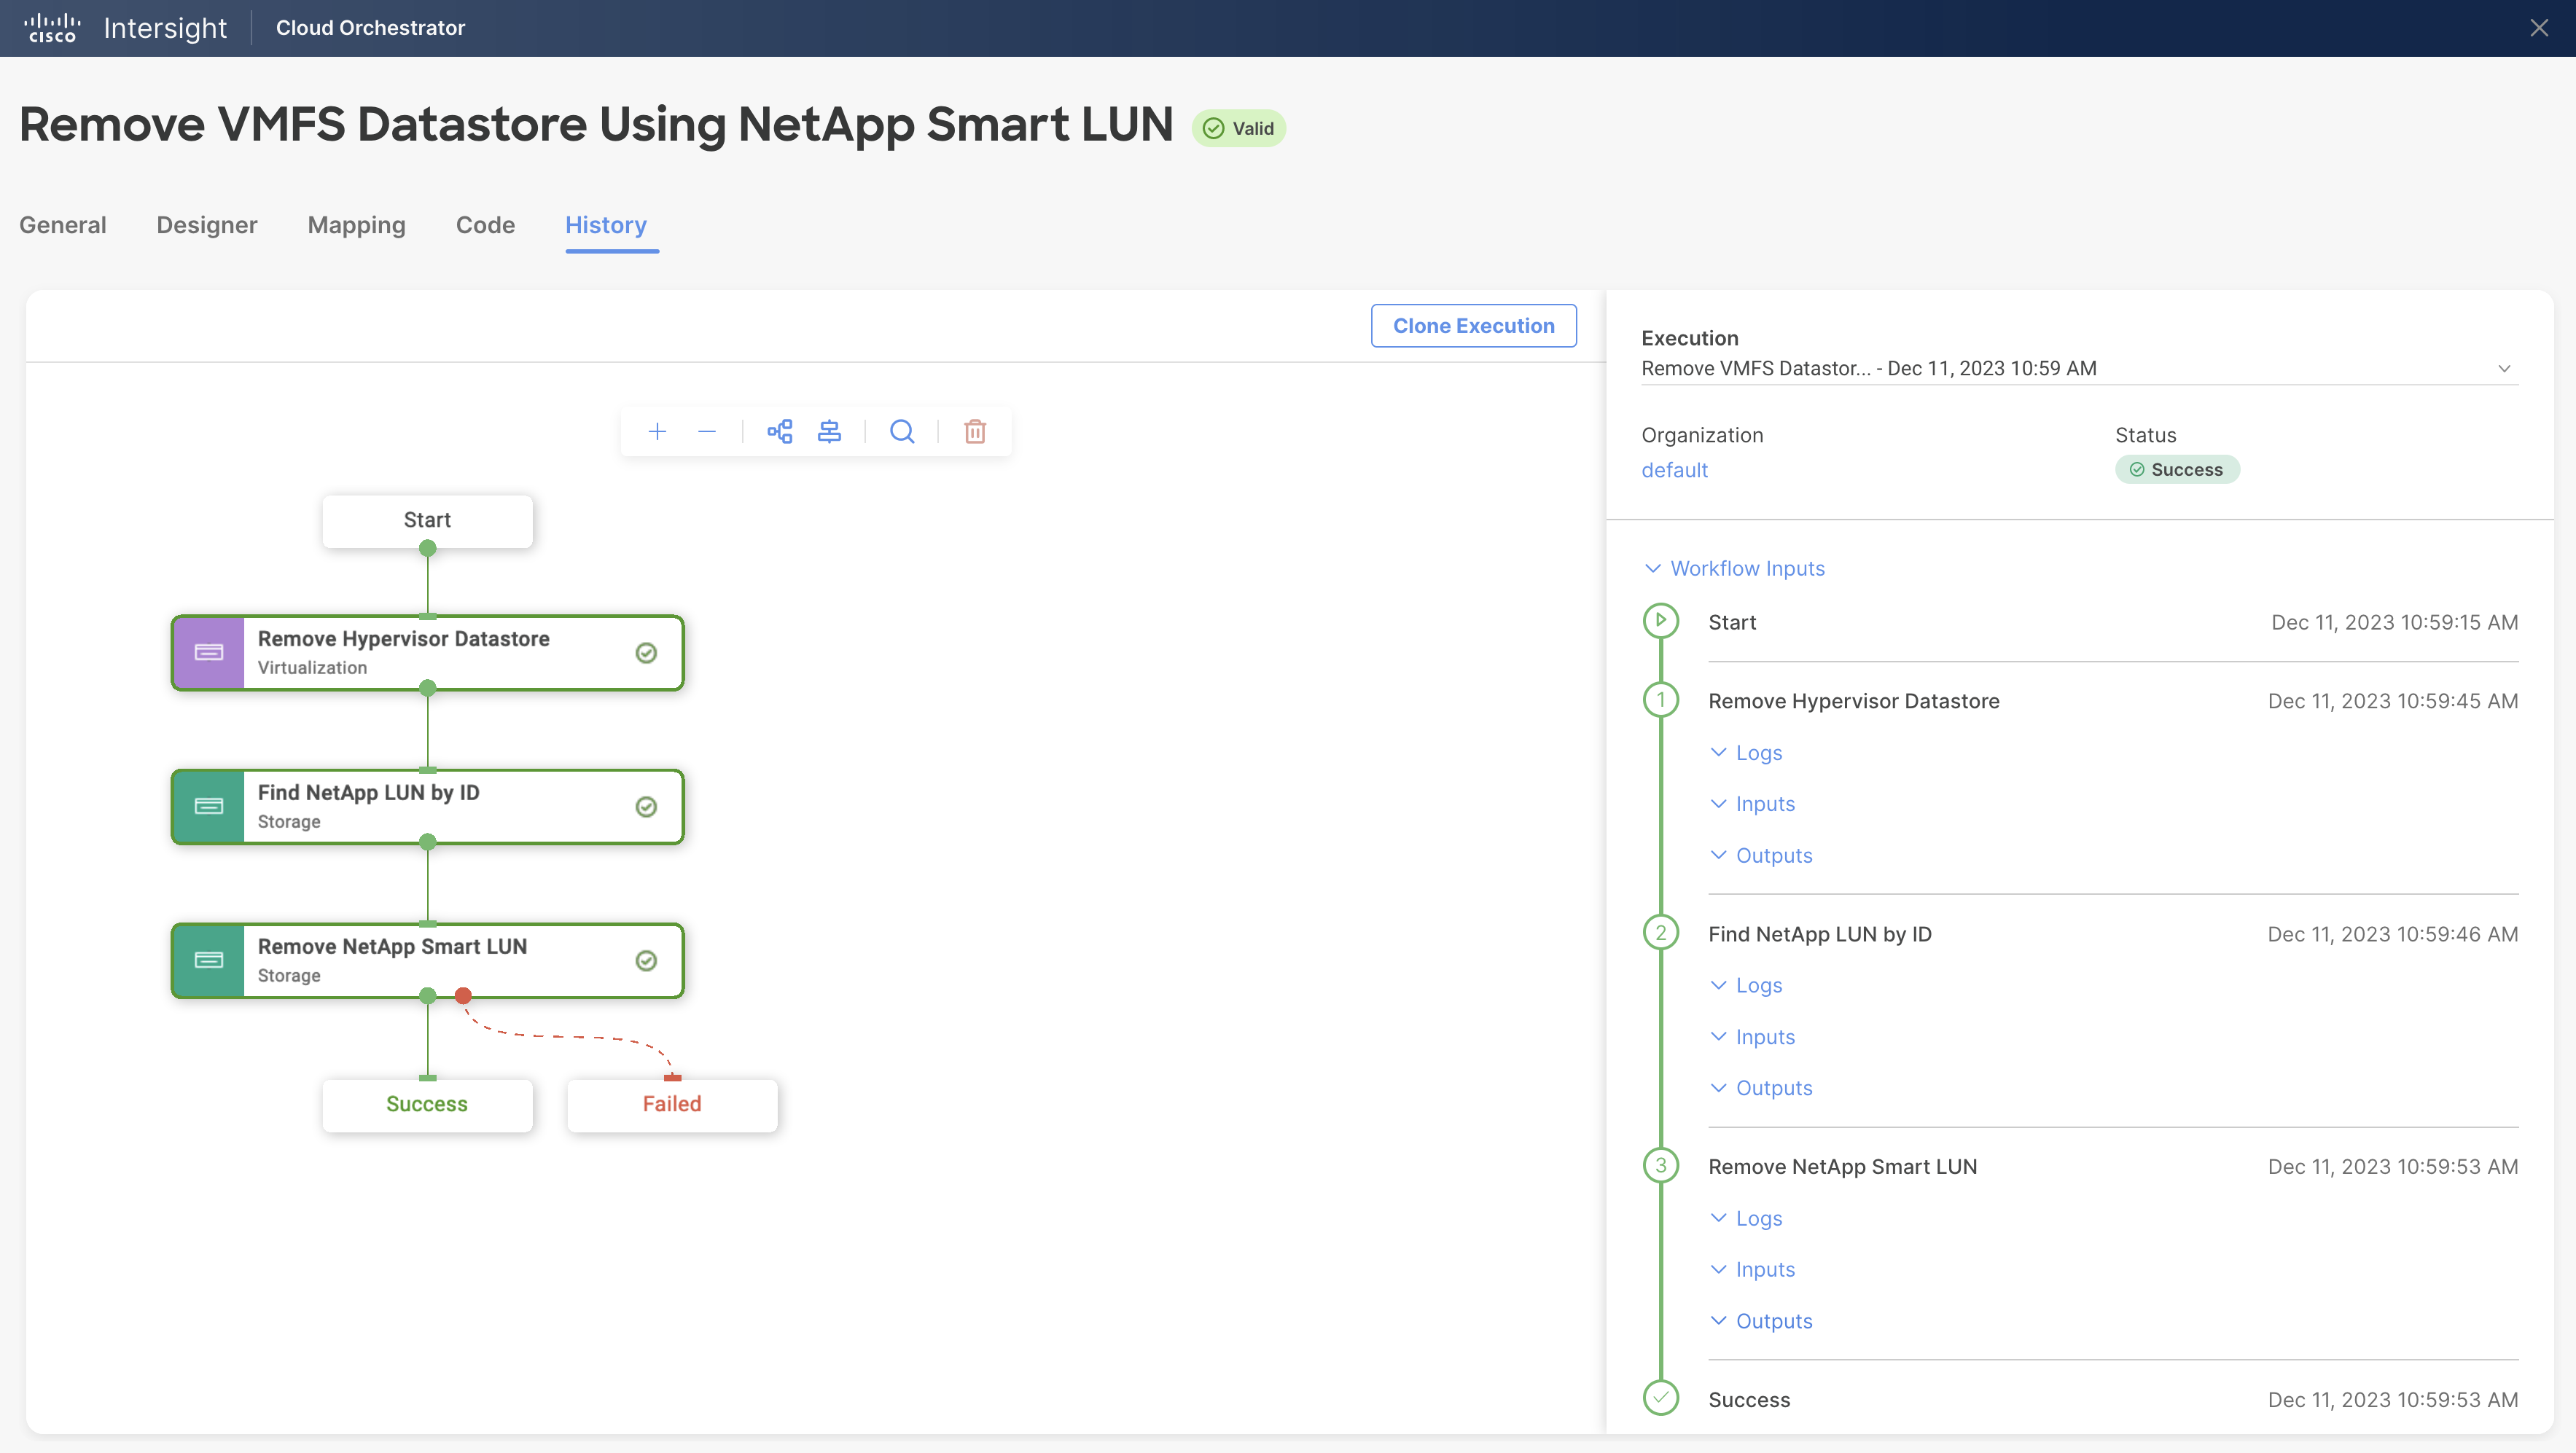 cisco Intersight Cloud Orchestrator
Remove VMFS Datastore Using NetApp Smart LUN Valid
General Designer Mapping Code History
Clone Execution
Start
Remove Hypervisor Datastore
Virtualization
Find NetApp LUN by ID
Storage
Remove NetApp Smart LUN
Storage
Success Failed
Execution
Remove VMFS Datastor... - Dec 11, 2023 10:59 AM
Organization Status
default Success
Workflow Inputs
Start Dec 11, 2023 10:59:15 AM
1 Remove Hypervisor Datastore Dec 11, 2023 10:59:45 AM
Logs
Inputs
Outputs
2 Find NetApp LUN by ID Dec 11, 2023 10:59:46 AM
Logs
Inputs
Outputs
3 Remove NetApp Smart LUN Dec 11, 2023 10:59:53 AM
Logs
Inputs
Outputs
Success Dec 11, 2023 10:59:53 AM